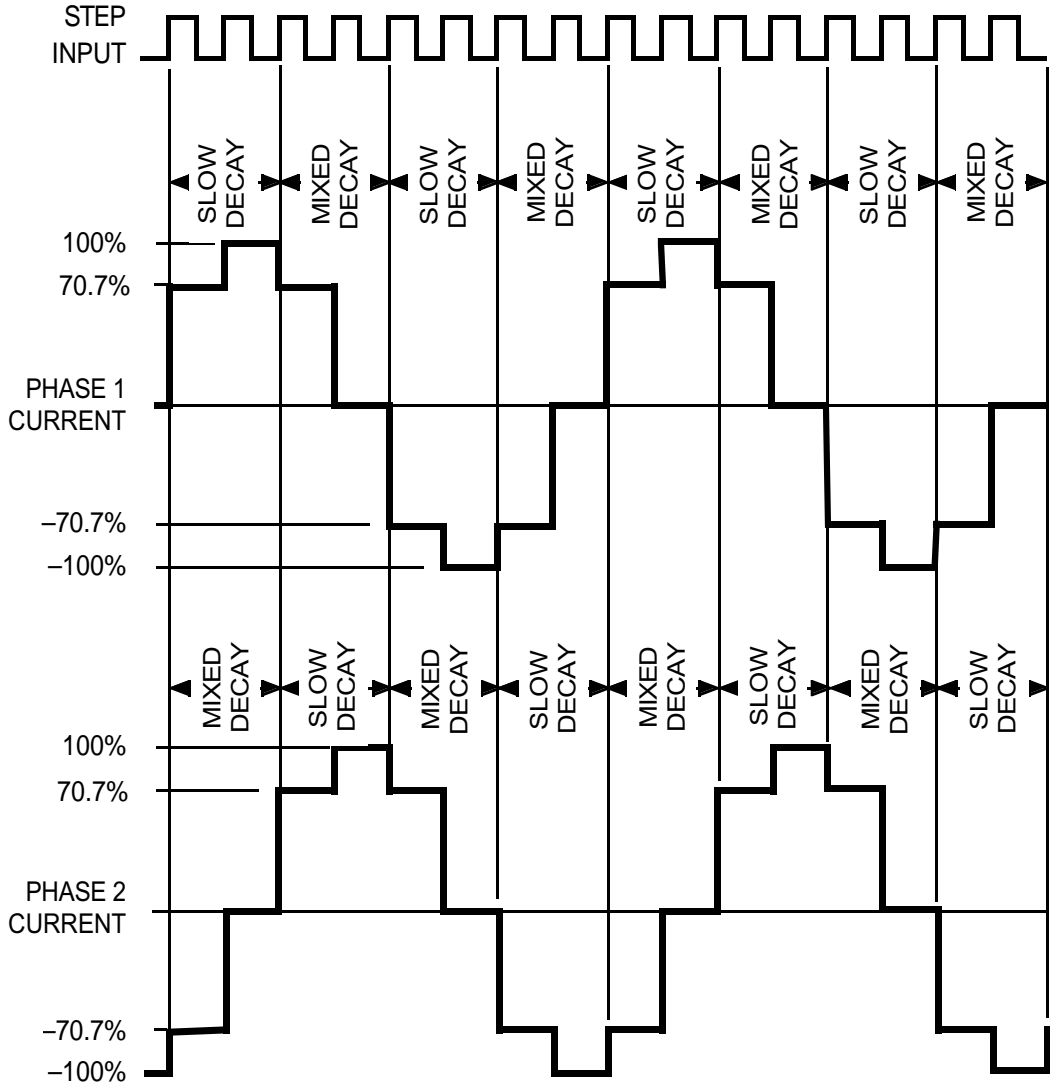 STEP
INPUT
SLOW
DECAY
MIXED
DECAY
SLOW
DECAY
MIXED
DECAY
SLOW
DECAY
MIXED
DECAY
SLOW
DECAY
MIXED
DECAY
100%
70.7%
PHASE 1
CURRENT
–70.7%
–100%
MIXED
DECAY
SLOW
DECAY
MIXED
DECAY
SLOW
DECAY
MIXED
DECAY
SLOW
DECAY
MIXED
DECAY
SLOW
DECAY
100%
70.7%
PHASE 2
CURRENT
–70.7%
–100%